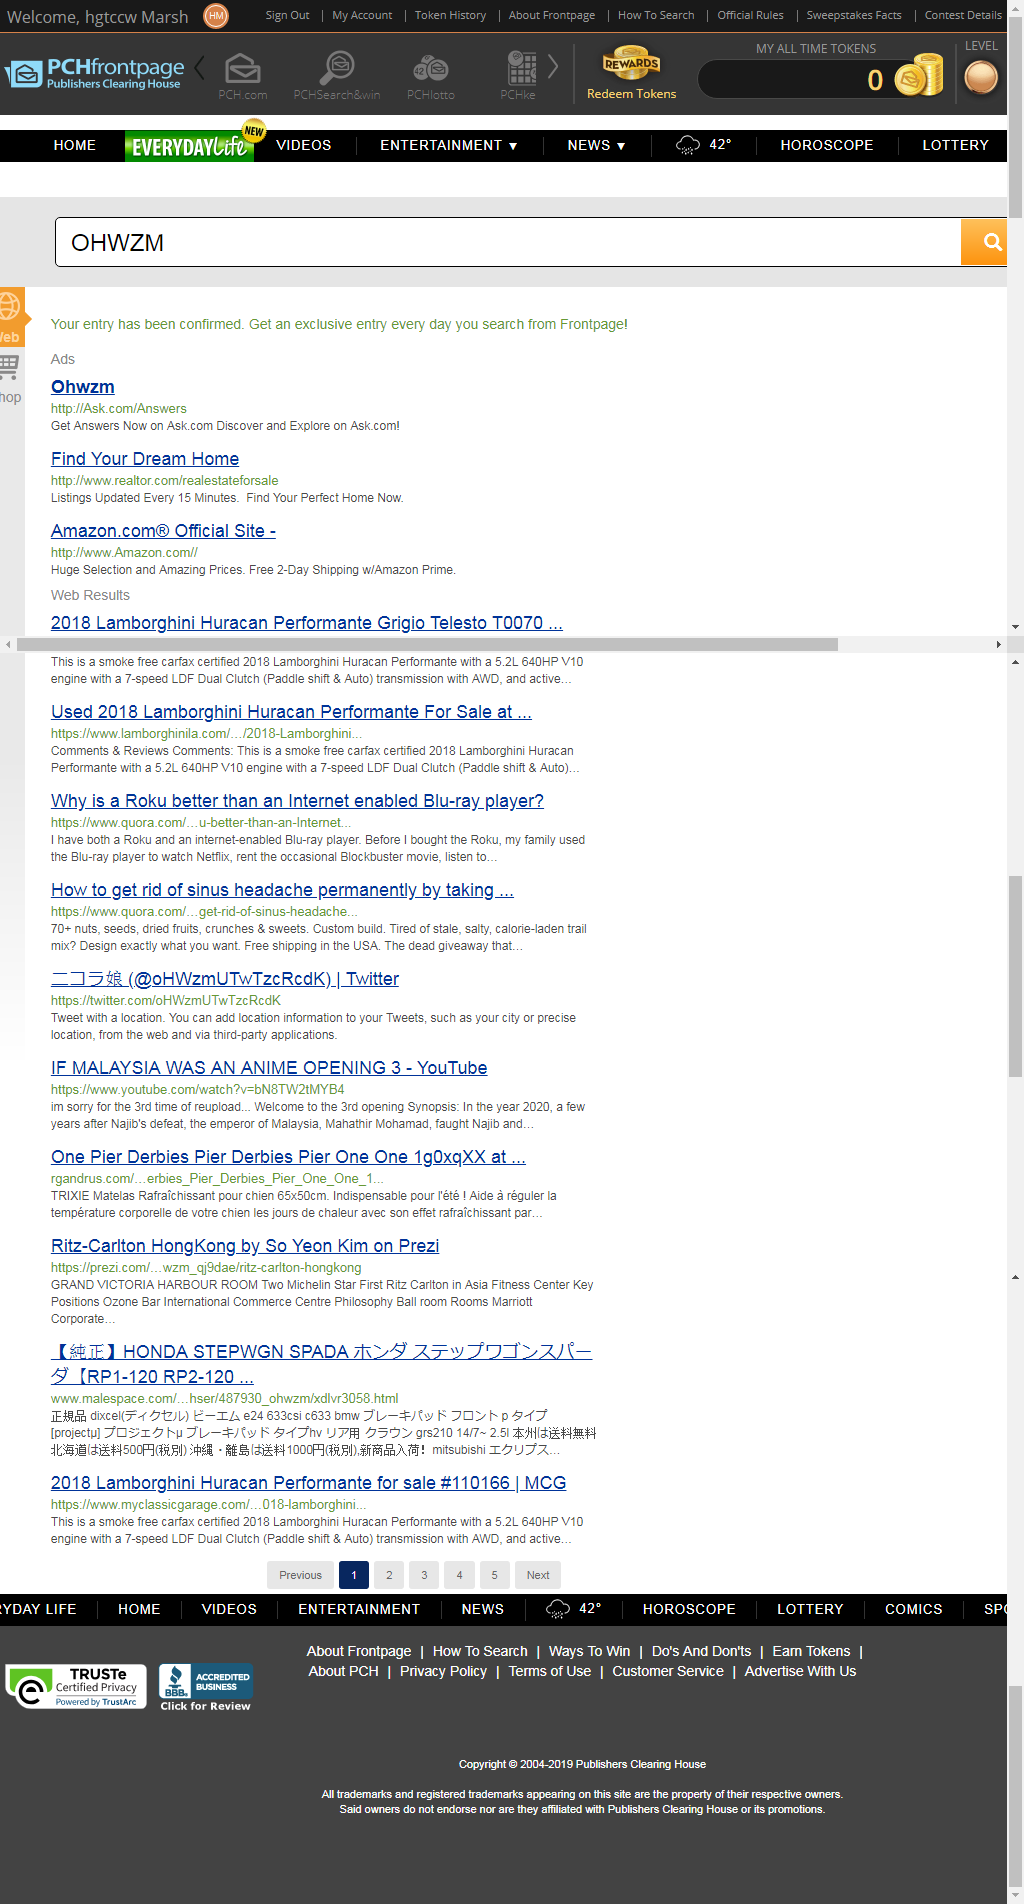 Welcome, hgtccw Marsh HM Sign Out | My Account | Token History | About Frontpage | How To Search | Official Rules | Sweepstakes Facts | Contest Details
PCHfrontpage
Publishers Clearing House
PCH.com PCHSearch&win PCHlotto PCHke
REWARDS
Redeem Tokens
MY ALL TIME TOKENS
0
LEVEL
HOME EVERYDAY Life NEW VIDEOS ENTERTAINMENT ▼ NEWS ▼ 42° HOROSCOPE LOTTERY
OHWZM
Web
hop
Your entry has been confirmed. Get an exclusive entry every day you search from Frontpage!
Ads
Ohwzm
http://Ask.com/Answers
Get Answers Now on Ask.com Discover and Explore on Ask.com!
Find Your Dream Home
http://www.realtor.com/realestateforsale
Listings Updated Every 15 Minutes. Find Your Perfect Home Now.
Amazon.com® Official Site -
http://www.Amazon.com//
Huge Selection and Amazing Prices. Free 2-Day Shipping w/Amazon Prime.
Web Results
2018 Lamborghini Huracan Performante Grigio Telesto T0070 ...
This is a smoke free carfax certified 2018 Lamborghini Huracan Performante with a 5.2L 640HP V10
engine with a 7-speed LDF Dual Clutch (Paddle shift & Auto) transmission with AWD, and active…
Used 2018 Lamborghini Huracan Performante For Sale at ...
https://www.lamborghinila.com/…/2018-Lamborghini...
Comments & Reviews Comments: This is a smoke free carfax certified 2018 Lamborghini Huracan
Performante with a 5.2L 640HP V10 engine with a 7-speed LDF Dual Clutch (Paddle shift & Auto)…
Why is a Roku better than an Internet enabled Blu-ray player?
https://www.quora.com/…u-better-than-an-Internet...
I have both a Roku and an internet-enabled Blu-ray player. Before I bought the Roku, my family used
the Blu-ray player to watch Netflix, rent the occasional Blockbuster movie, listen to…
How to get rid of sinus headache permanently by taking ...
https://www.quora.com/…get-rid-of-sinus-headache...
70+ nuts, seeds, dried fruits, crunches & sweets. Custom build. Tired of stale, salty, calorie-laden trail
mix? Design exactly what you want. Free shipping in the USA. The dead giveaway that…
二コラ娘 (@oHWzmUTwTzcRcdK) | Twitter
https://twitter.com/oHWzmUTwTzcRcdK
Tweet with a location. You can add location information to your Tweets, such as your city or precise
location, from the web and via third-party applications.
IF MALAYSIA WAS AN ANIME OPENING 3 - YouTube
https://www.youtube.com/watch?v=bN8TW2tMYB4
im sorry for the 3rd time of reupload... Welcome to the 3rd opening Synopsis: In the year 2020, a few
years after Najib's defeat, the emperor of Malaysia, Mahathir Mohamad, faught Najib and…
One Pier Derbies Pier Derbies Pier One One 1g0xqXX at ...
rgandrus.com/…erbies_Pier_Derbies_Pier_One_One_1...
TRIXIE Matelas Rafraîchissant pour chien 65x50cm. Indispensable pour l'été ! Aide à réguler la
température corporelle de votre chien les jours de chaleur avec son effet rafraîchissant par…
Ritz-Carlton HongKong by So Yeon Kim on Prezi
https://prezi.com/…wzm_qj9dae/ritz-carlton-hongkong
GRAND VICTORIA HARBOUR ROOM Two Michelin Star First Ritz Carlton in Asia Fitness Center Key
Positions Ozone Bar International Commerce Centre Philosophy Ball room Rooms Marriott
Corporate…
【純正】HONDA STEPWGN SPADA ホンダ ステップワゴンスパー
ダ【RP1-120 RP2-120 ...
www.malespace.com/…hser/487930_ohwzm/xdlvr3058.html
正規品 dixcel(ディクセル) ビーエム e24 633csi c633 bmw ブレーキパッド フロント p タイプ
[projectμ] プロジェクトμ ブレーキパッド タイプhv リア用 クラウン grs210 14/7~ 2.5l 本州は送料無料
北海道は送料500円(税別) 沖縄・離島は送料1000円(税別),新商品入荷! mitsubishi エクリプス…
2018 Lamborghini Huracan Performante for sale #110166 | MCG
https://www.myclassicgarage.com/…018-lamborghini...
This is a smoke free carfax certified 2018 Lamborghini Huracan Performante with a 5.2L 640HP V10
engine with a 7-speed LDF Dual Clutch (Paddle shift & Auto) transmission with AWD, and active…
Previous 1 2 3 4 5 Next
RYDAY LIFE HOME VIDEOS ENTERTAINMENT NEWS 42° HOROSCOPE LOTTERY COMICS SPO
About Frontpage | How To Search | Ways To Win | Do's And Don'ts | Earn Tokens |
About PCH | Privacy Policy | Terms of Use | Customer Service | Advertise With Us
TRUSTe
Certified Privacy
Powered by TrustArc
BBB
ACCREDITED
BUSINESS
Click for Review
Copyright © 2004-2019 Publishers Clearing House
All trademarks and registered trademarks appearing on this site are the property of their respective owners.
Said owners do not endorse nor are they affiliated with Publishers Clearing House or its promotions.